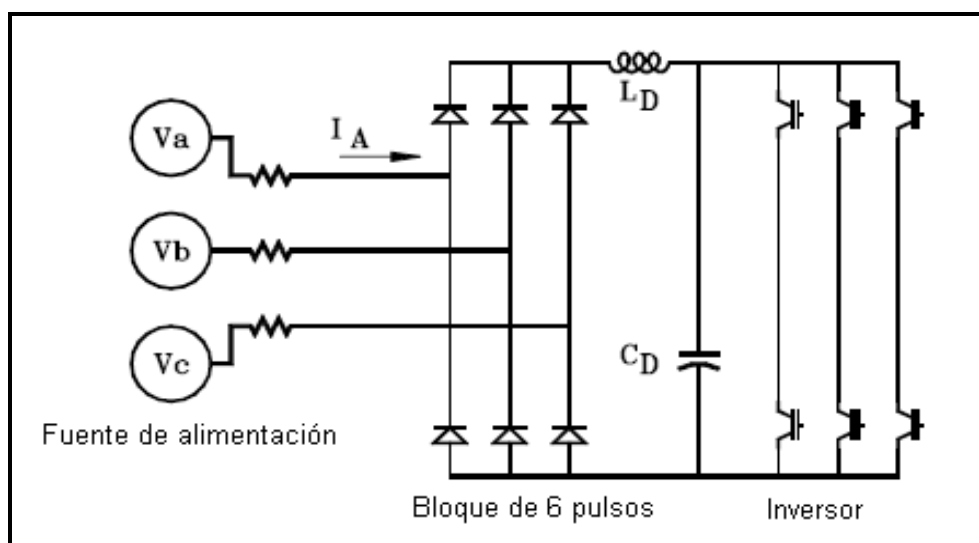 Va
I A
L D
Vb
Vc
C D
Fuente de alimentación
Bloque de 6 pulsos
Inversor